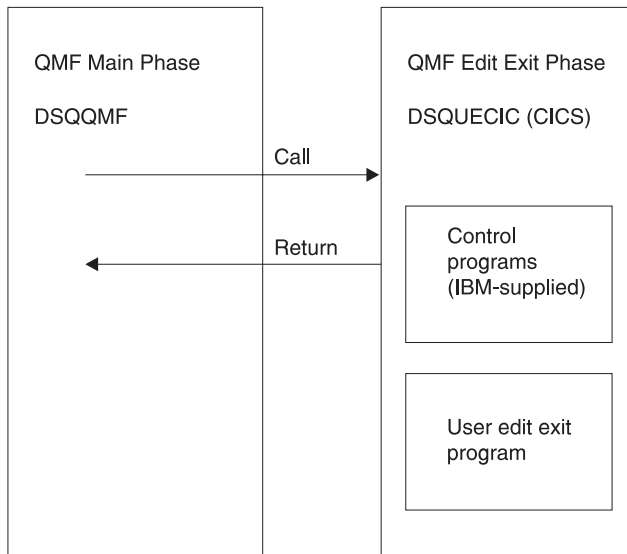 QMF Main Phase
DSQQMF
QMF Edit Exit Phase
DSQUECIC (CICS)
Call
Return
Control
programs
(IBM-supplied)
User edit exit
program